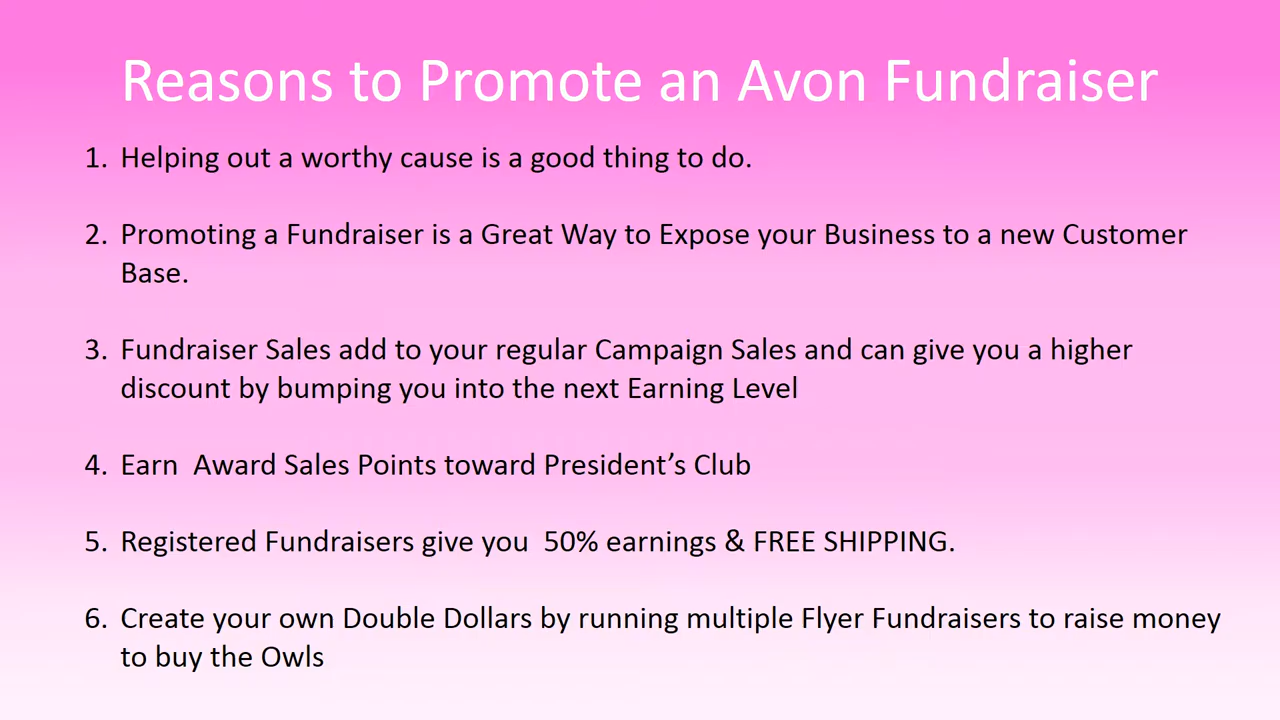 Reasons to Promote an Avon Fundraiser
1. Helping out a worthy cause is a good thing to do.
2. Promoting a Fundraiser is a Great Way to Expose your Business to a new Customer
Base.
3. Fundraiser Sales add to your regular Campaign Sales and can give you a higher
discount by bumping you into the next Earning Level
4. Earn  Award Sales Points toward President’s Club
5. Registered Fundraisers give you  50% earnings & FREE SHIPPING.
6. Create your own Double Dollars by running multiple Flyer Fundraisers to raise money
to buy the Owls